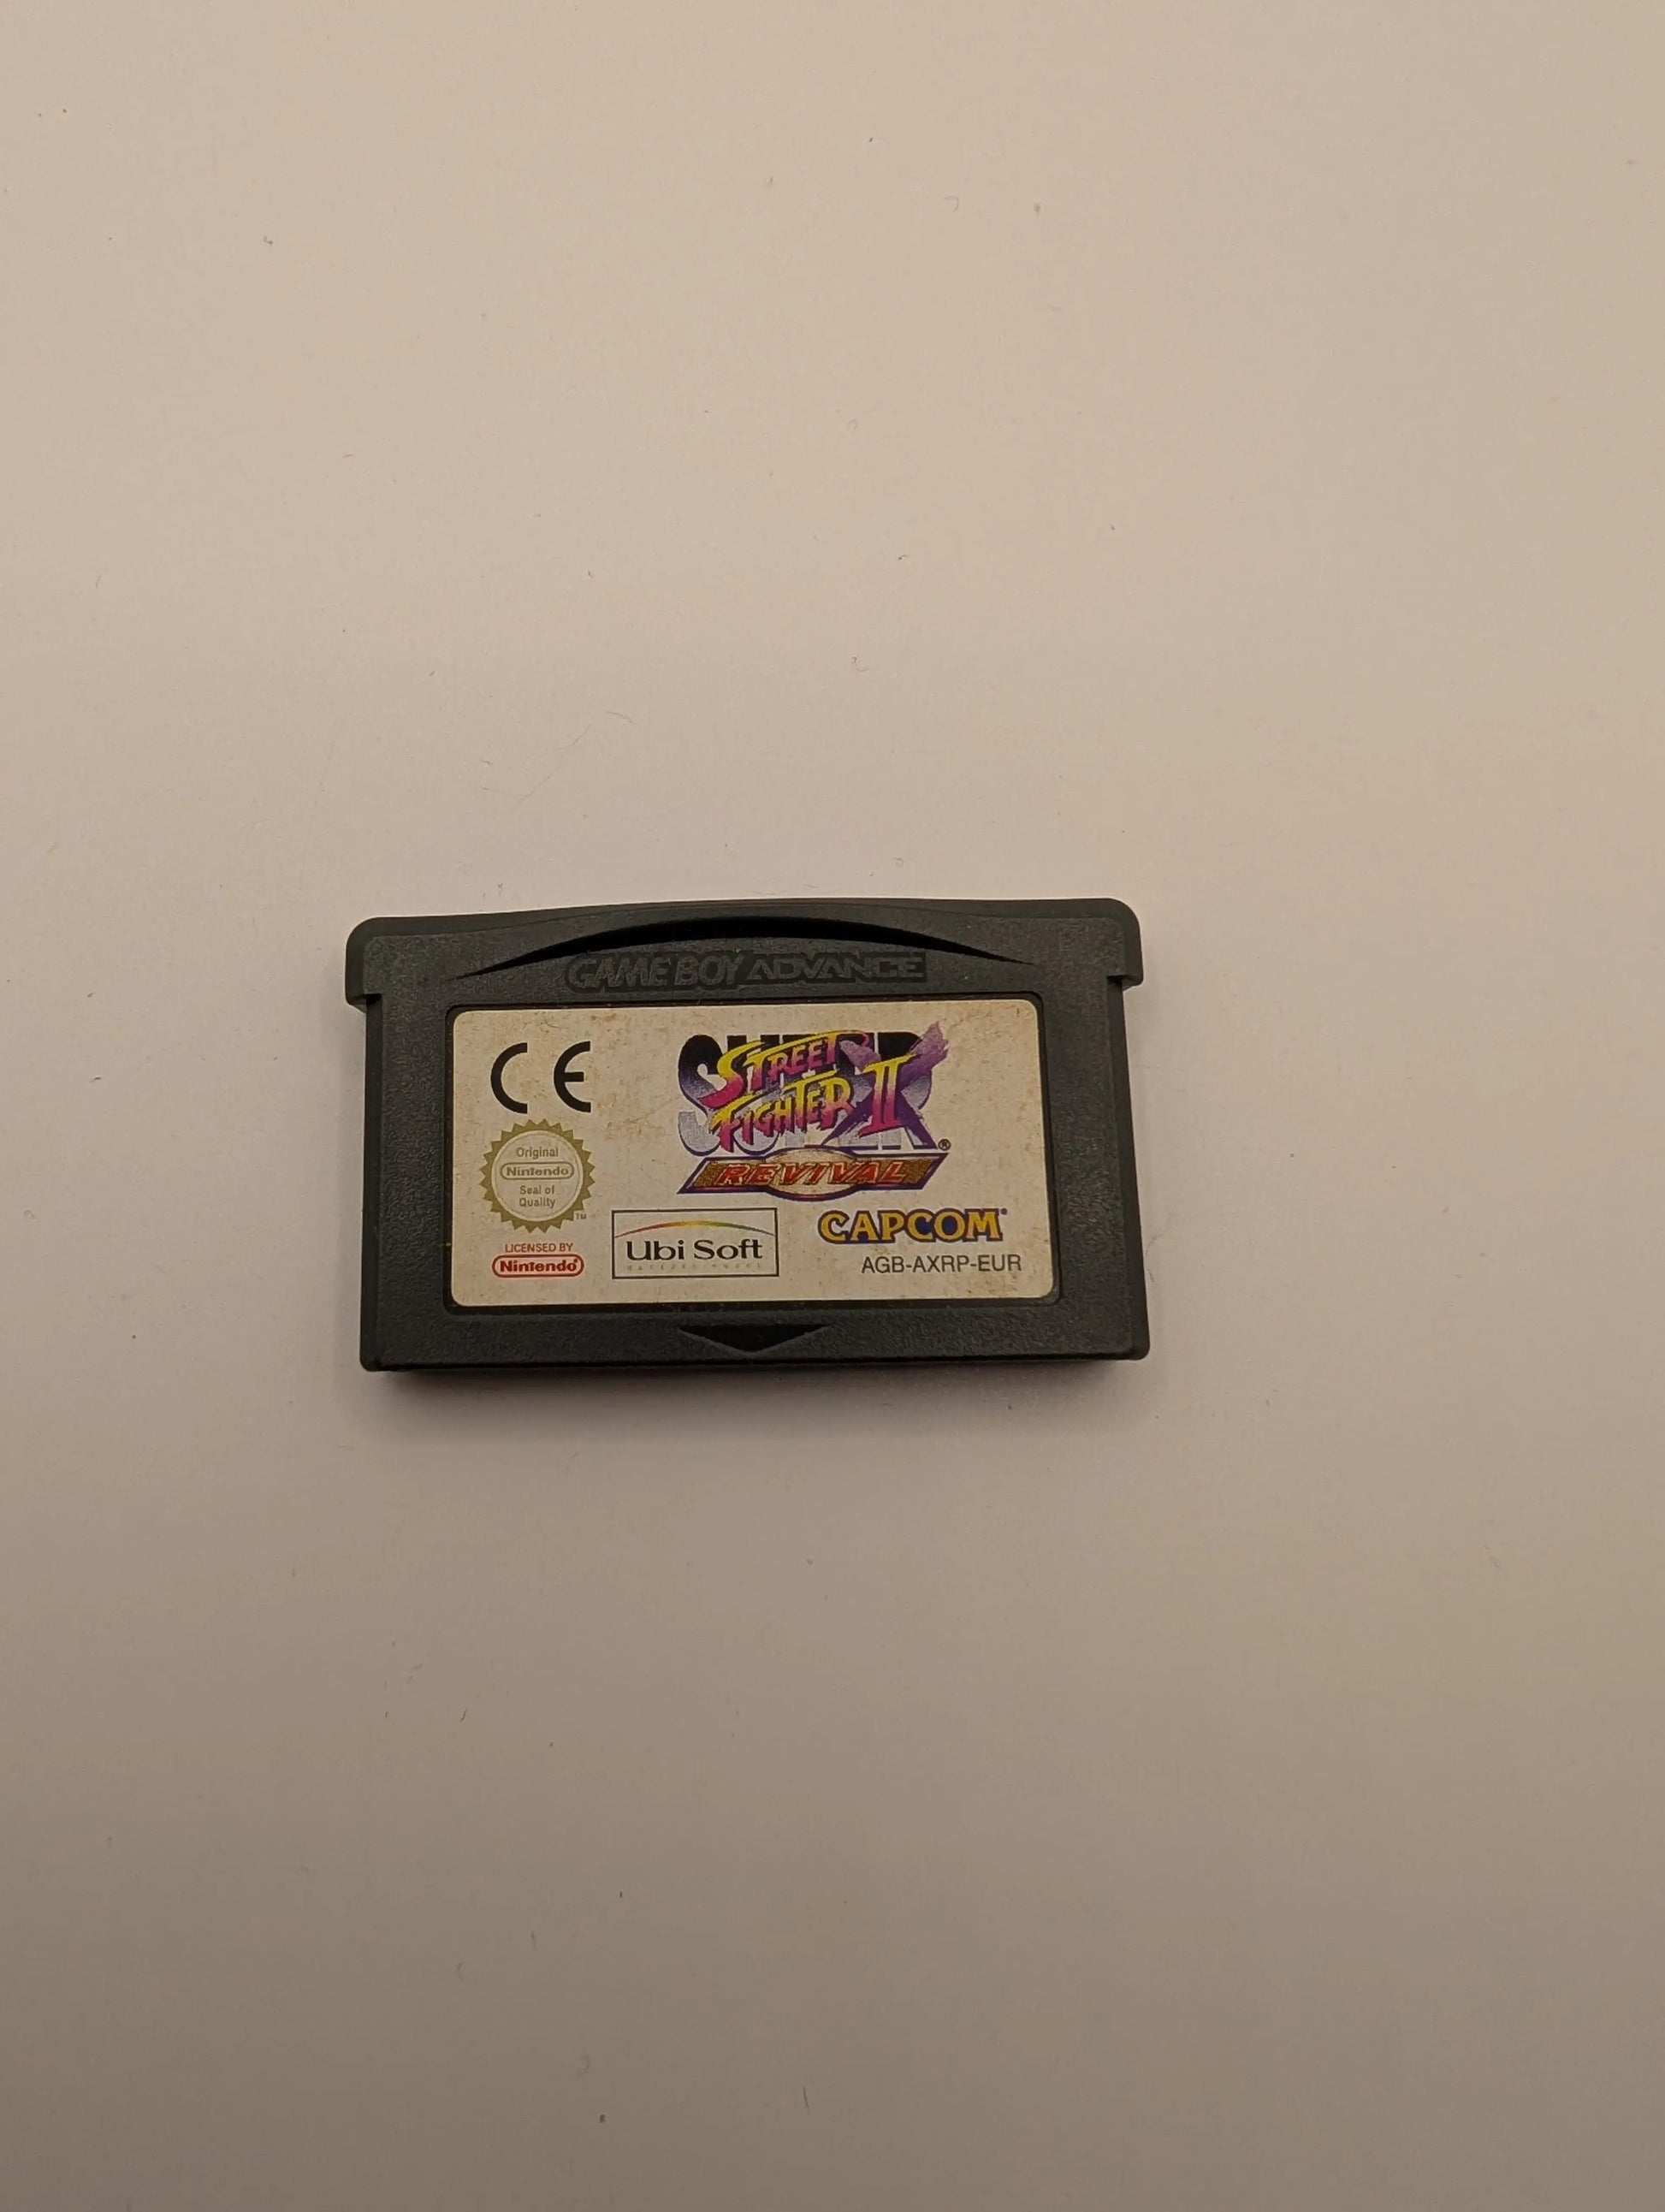 GAME BOY ADVANCE
CE
SUPER
STREET
FIGHTER II
X
®
REVIVAL
Original
Nintendo
Seal of
Quality
TM
LICENSED BY
Nintendo®
Ubi Soft
CAPCOM®
AGB-AXRP-EUR